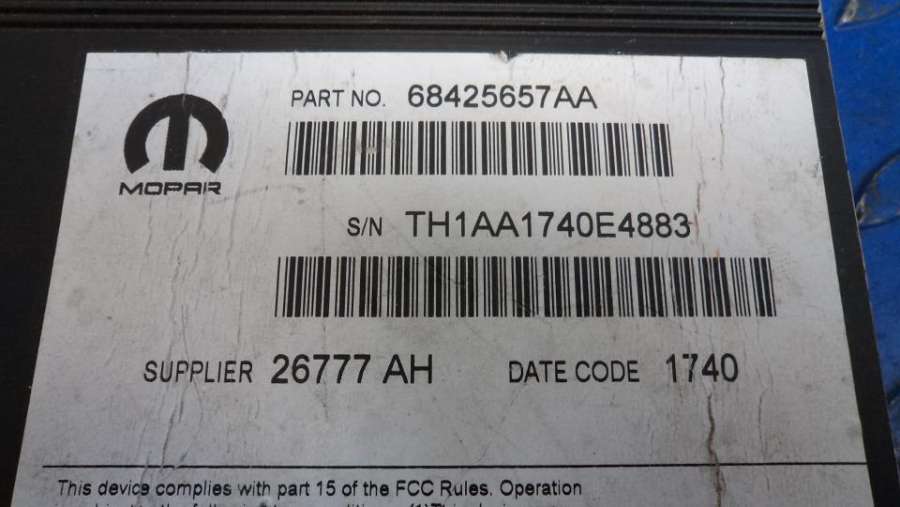 PART NO. 68425657AA
MOPAR
S/N TH1AA1740E4883
SUPPLIER 26777 AH DATE CODE 1740
This device complies with part 15 of the FCC Rules. Operation